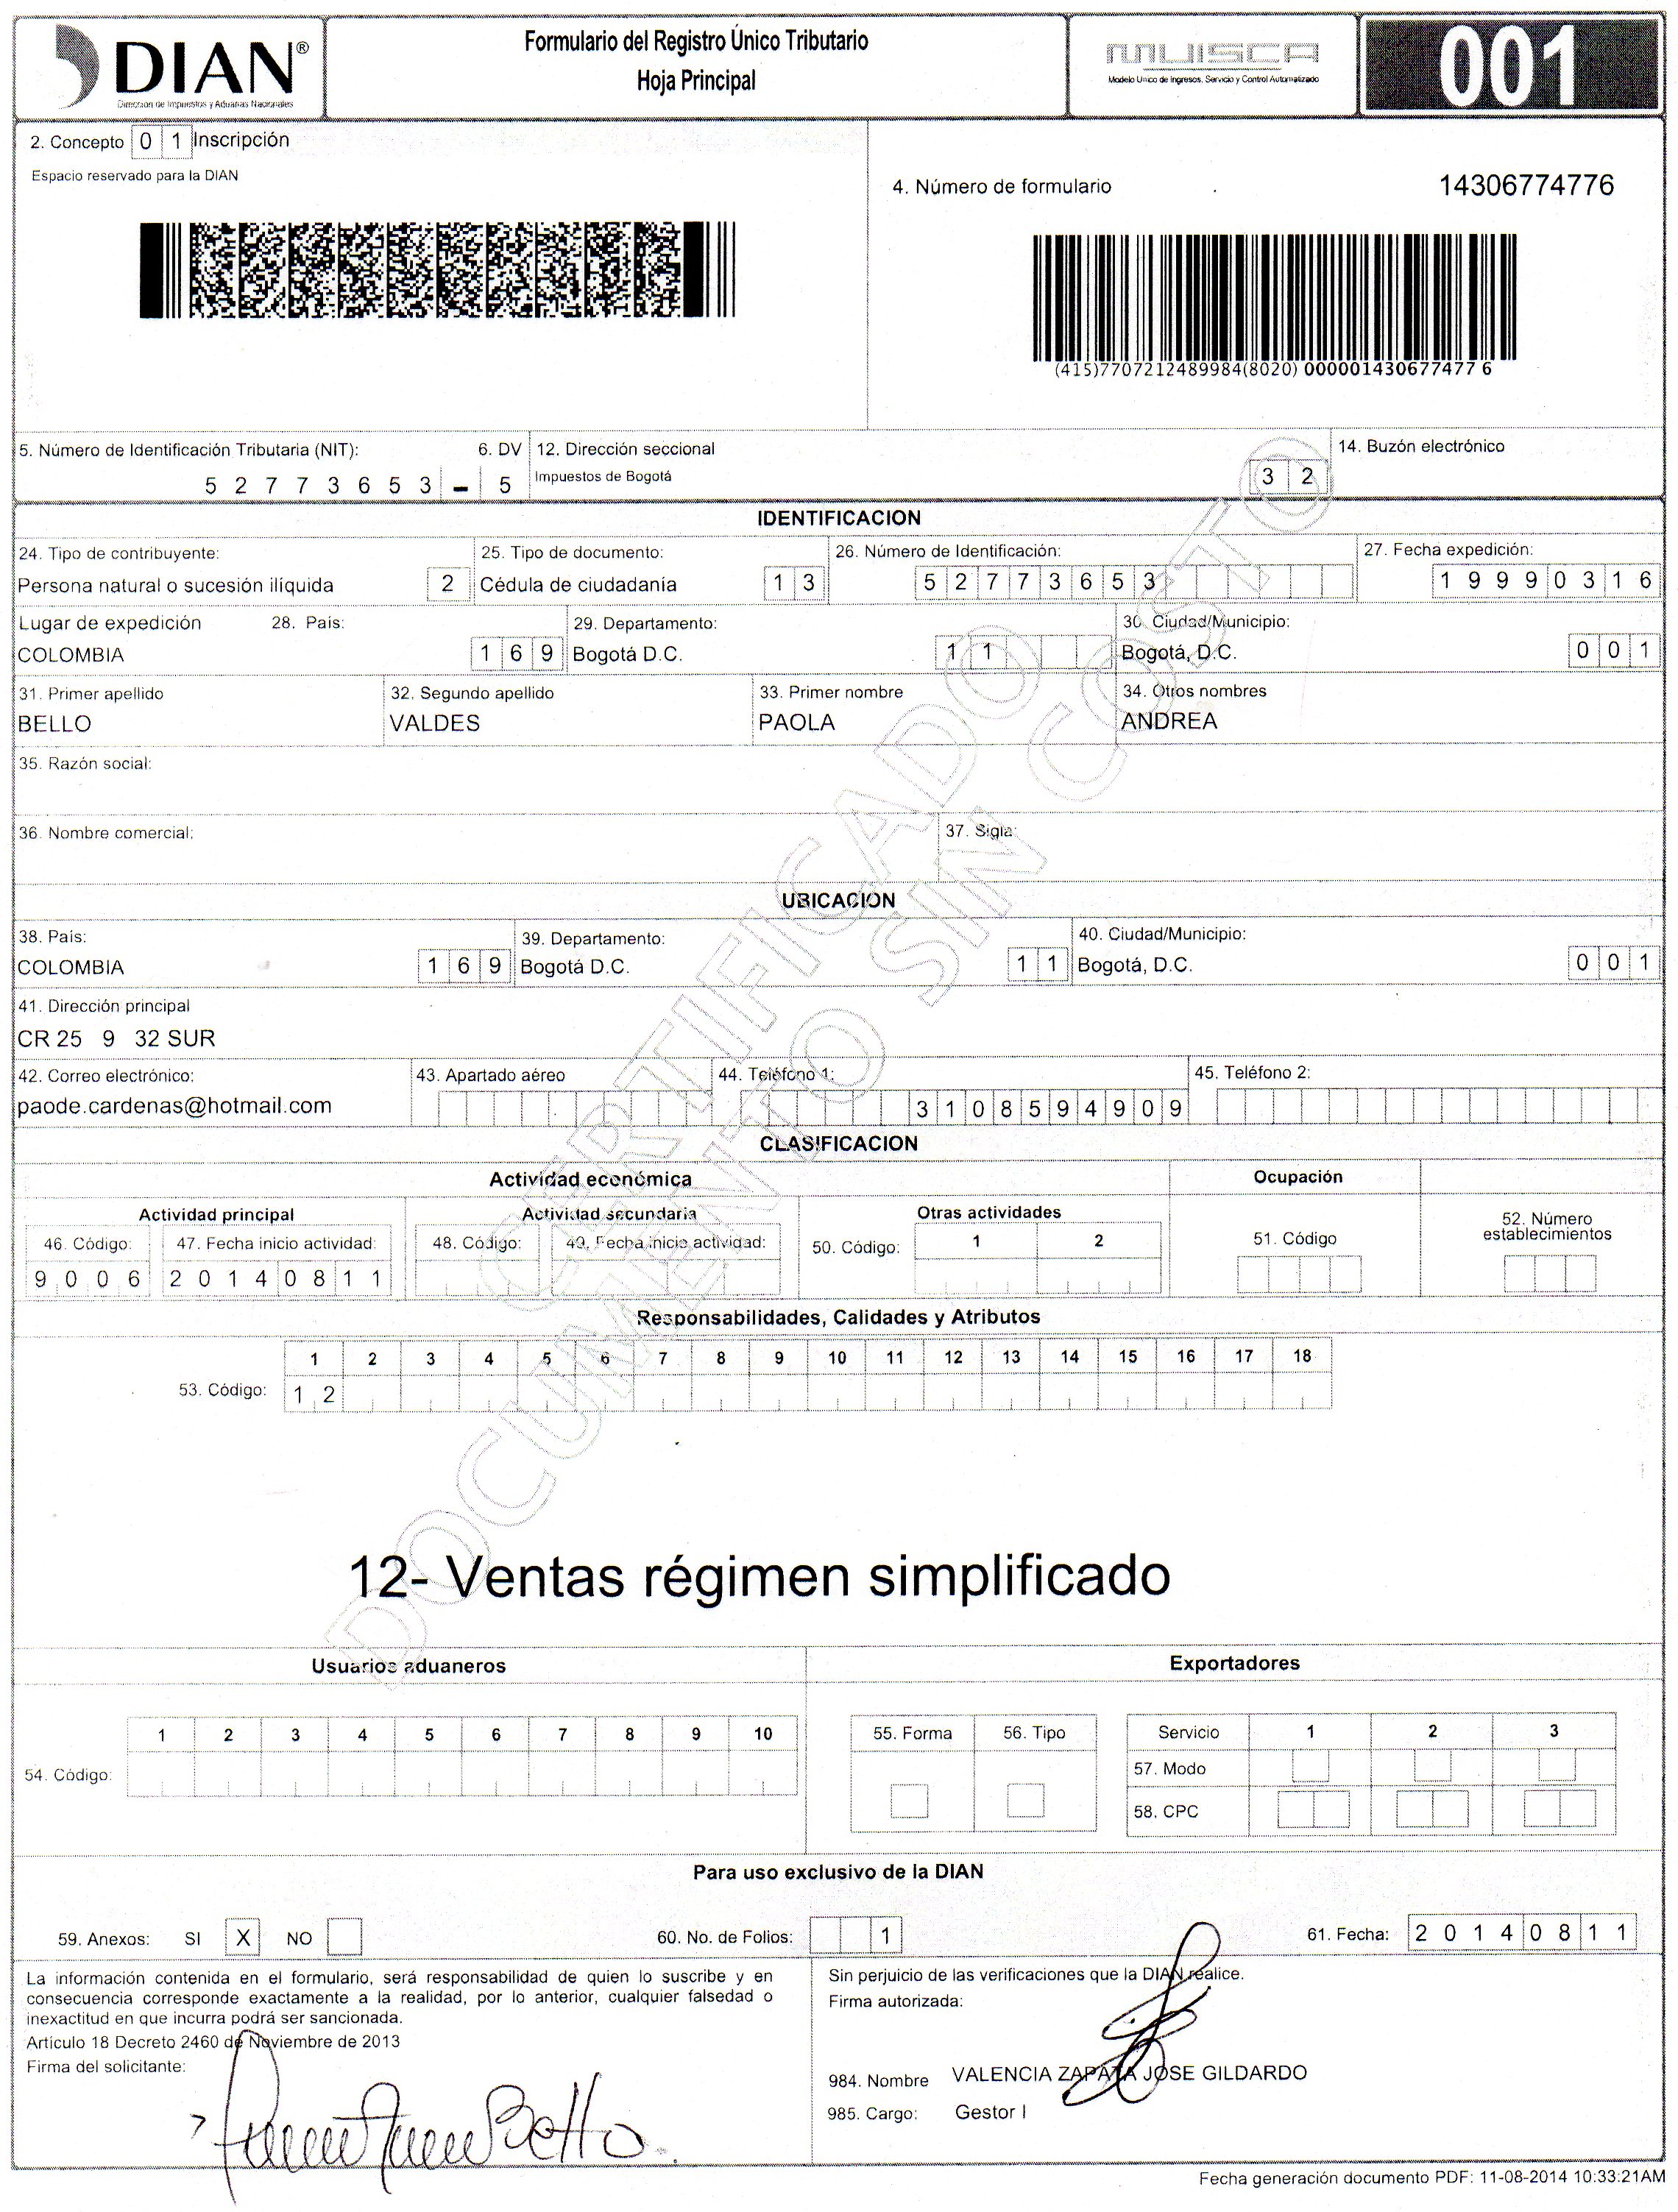 DIAN®
Dirección de Impuestos y Aduanas Nacionales
Formulario del Registro Único Tributario
Hoja Principal
MUISCA
Modelo Unico de Ingresos, Servicio y Control Automatizado
001
2. Concepto 0 1 Inscripción
Espacio reservado para la DIAN
4. Número de formulario 14306774776
(415)7707212489984(8020) 000001430677477 6
5. Número de Identificación Tributaria (NIT): 6. DV 12. Dirección seccional 14. Buzón electrónico
5 2 7 7 3 6 5 3 - 5 Impuestos de Bogotá 3 2
IDENTIFICACION
24. Tipo de contribuyente: 25. Tipo de documento: 26. Número de Identificación: 27. Fecha expedición:
Persona natural o sucesión ilíquida 2 Cédula de ciudadanía 1 3 5 2 7 7 3 6 5 3 1 9 9 9 0 3 1 6
Lugar de expedición 28. País: 29. Departamento: 30. Ciudad/Municipio:
COLOMBIA 1 6 9 Bogotá D.C. 1 1 Bogotá, D.C. 0 0 1
31. Primer apellido 32. Segundo apellido 33. Primer nombre 34. Otros nombres
BELLO VALDES PAOLA ANDREA
35. Razón social:
36. Nombre comercial: 37. Sigla:
UBICACION
38. País: 39. Departamento: 40. Ciudad/Municipio:
COLOMBIA 1 6 9 Bogotá D.C. 1 1 Bogotá, D.C. 0 0 1
41. Dirección principal
CR 25 9 32 SUR
42. Correo electrónico: 43. Apartado aéreo 44. Teléfono 1: 45. Teléfono 2:
paode.cardenas@hotmail.com 3 1 0 8 5 9 4 9 0 9
CLASIFICACION
Actividad económica Ocupación
Actividad principal Actividad secundaria Otras actividades 52. Número establecimientos
46. Código: 47. Fecha inicio actividad: 48. Código: 49. Fecha inicio actividad: 50. Código: 1 2 51. Código
9 0 0 6 2 0 1 4 0 8 1 1
Responsabilidades, Calidades y Atributos
1 2 3 4 5 6 7 8 9 10 11 12 13 14 15 16 17 18
53. Código: 1 2
12- Ventas régimen simplificado
CERTIFICADO
DOCUMENTO SIN COSTO
Usuarios aduaneros Exportadores
1 2 3 4 5 6 7 8 9 10 55. Forma 56. Tipo Servicio 1 2 3
54. Código: 57. Modo
58. CPC
Para uso exclusivo de la DIAN
59. Anexos: SI X NO 60. No. de Folios: 1 61. Fecha: 2 0 1 4 0 8 1 1
La información contenida en el formulario, será responsabilidad de quien lo suscribe y en
consecuencia corresponde exactamente a la realidad, por lo anterior, cualquier falsedad o
inexactitud en que incurra podrá ser sancionada.
Artículo 18 Decreto 2460 de Noviembre de 2013
Firma del solicitante:
Sin perjuicio de las verificaciones que la DIAN realice.
Firma autorizada:
984. Nombre VALENCIA ZAPATA JOSE GILDARDO
985. Cargo: Gestor I
Bello
Fecha generación documento PDF: 11-08-2014 10:33:21AM